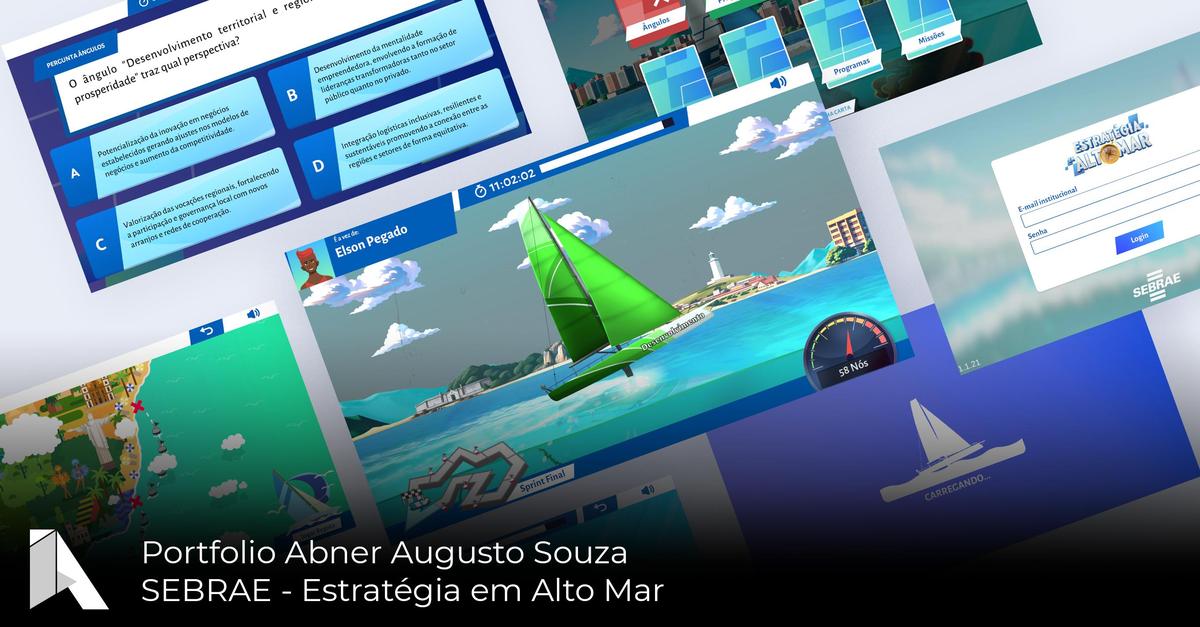 PERGUNTA ÂNGULOS
O ângulo "Desenvolvimento territorial e
prosperidade" traz qual perspectiva?
A
Potencialização da inovação em negócios
estabelecidos gerando ajustes nos modelos de
negócios e aumento da competitividade.
B
Desenvolvimento da mentalidade
empreendedora, envolvendo a formação de
lideranças transformadoras tanto no setor
público quanto no privado.
C
Valorização das vocações regionais, fortalecendo
a participação e governança local com novos
arranjos e redes de cooperação.
D
Integração logísticas inclusivas, resilientes e
sustentáveis promovendo a conexão entre as
regiões e setores de forma equitativa.
Ângulos
Programas
Missões
CARTA
É a vez de:
Elson Pegado
11:02:02
Desenvolvimento
58 Nós
Sprint Final
ESTRATÉGIA
ALTO MAR
E-mail institucional
Senha
Login
SEBRAE
1.1.21
CARREGANDO...
Portfolio Abner Augusto Souza
SEBRAE - Estratégia em Alto Mar